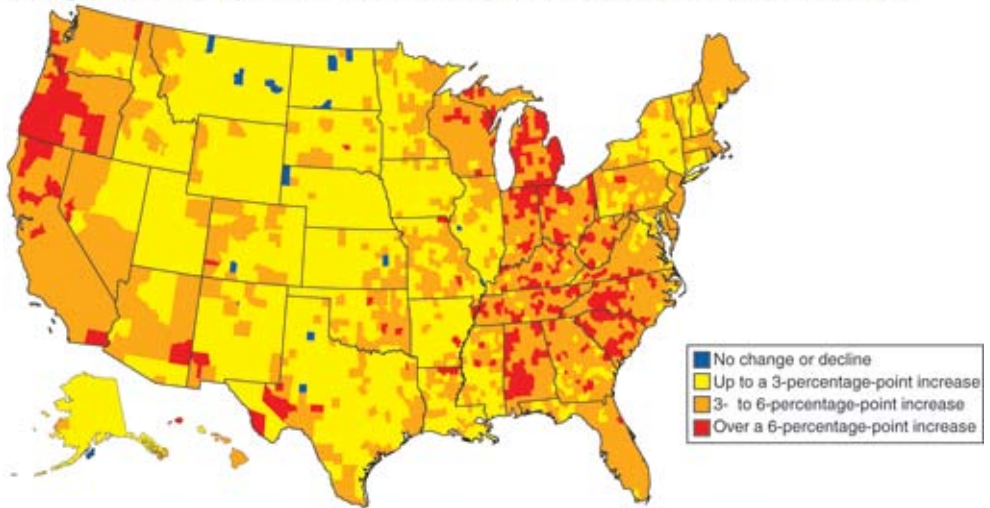 No change or decline
Up to a 3-percentage-point increase
3- to 6-percentage-point increase
Over a 6-percentage-point increase